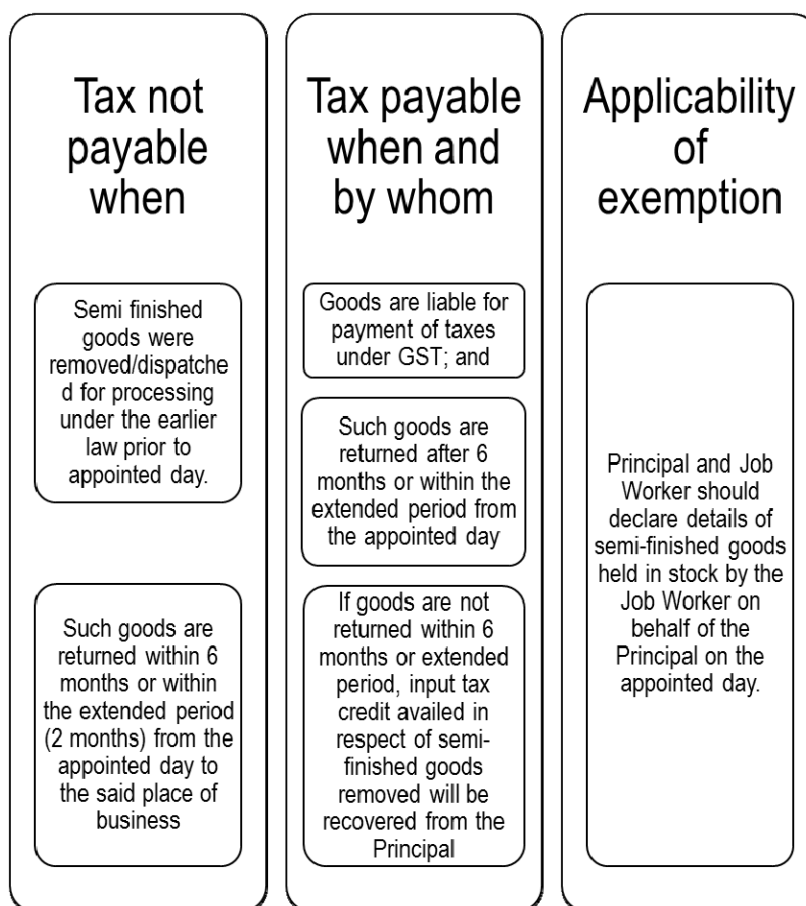 Tax not
payable
when
Semi finished
goods were
removed/dispatche
d for processing
under the earlier
law prior to
appointed day.
Such goods are
returned within 6
months or within
the extended period
(2 months) from the
appointed day to
the said place of
business
Tax payable
when and
by whom
Goods are liable for
payment of taxes
under GST; and
Such goods are
returned after 6
months or within the
extended period from
the appointed day
If goods are not
returned within 6
months or extended
period, input tax
credit availed in
respect of semi-
finished goods
removed will be
recovered from the
Principal
Applicability
of
exemption
Principal and Job
Worker should
declare details of
semi-finished goods
held in stock by the
Job Worker on
behalf of the
Principal on the
appointed day.